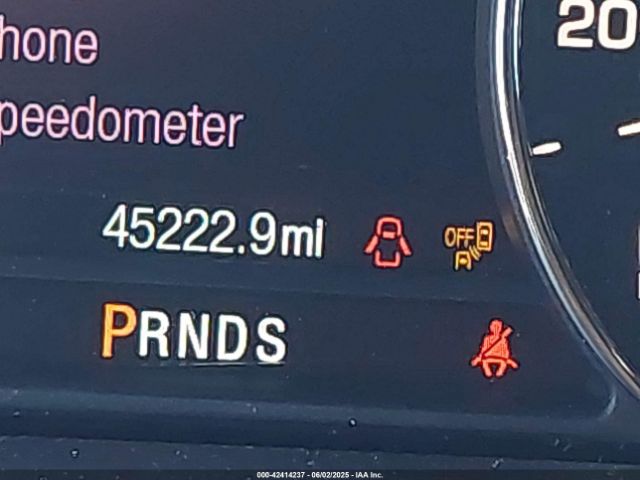 hone
20
peedometer
45222.9mi
OFF
PRNDS
000-42414237 - 06/02/2025 - IAA Inc.